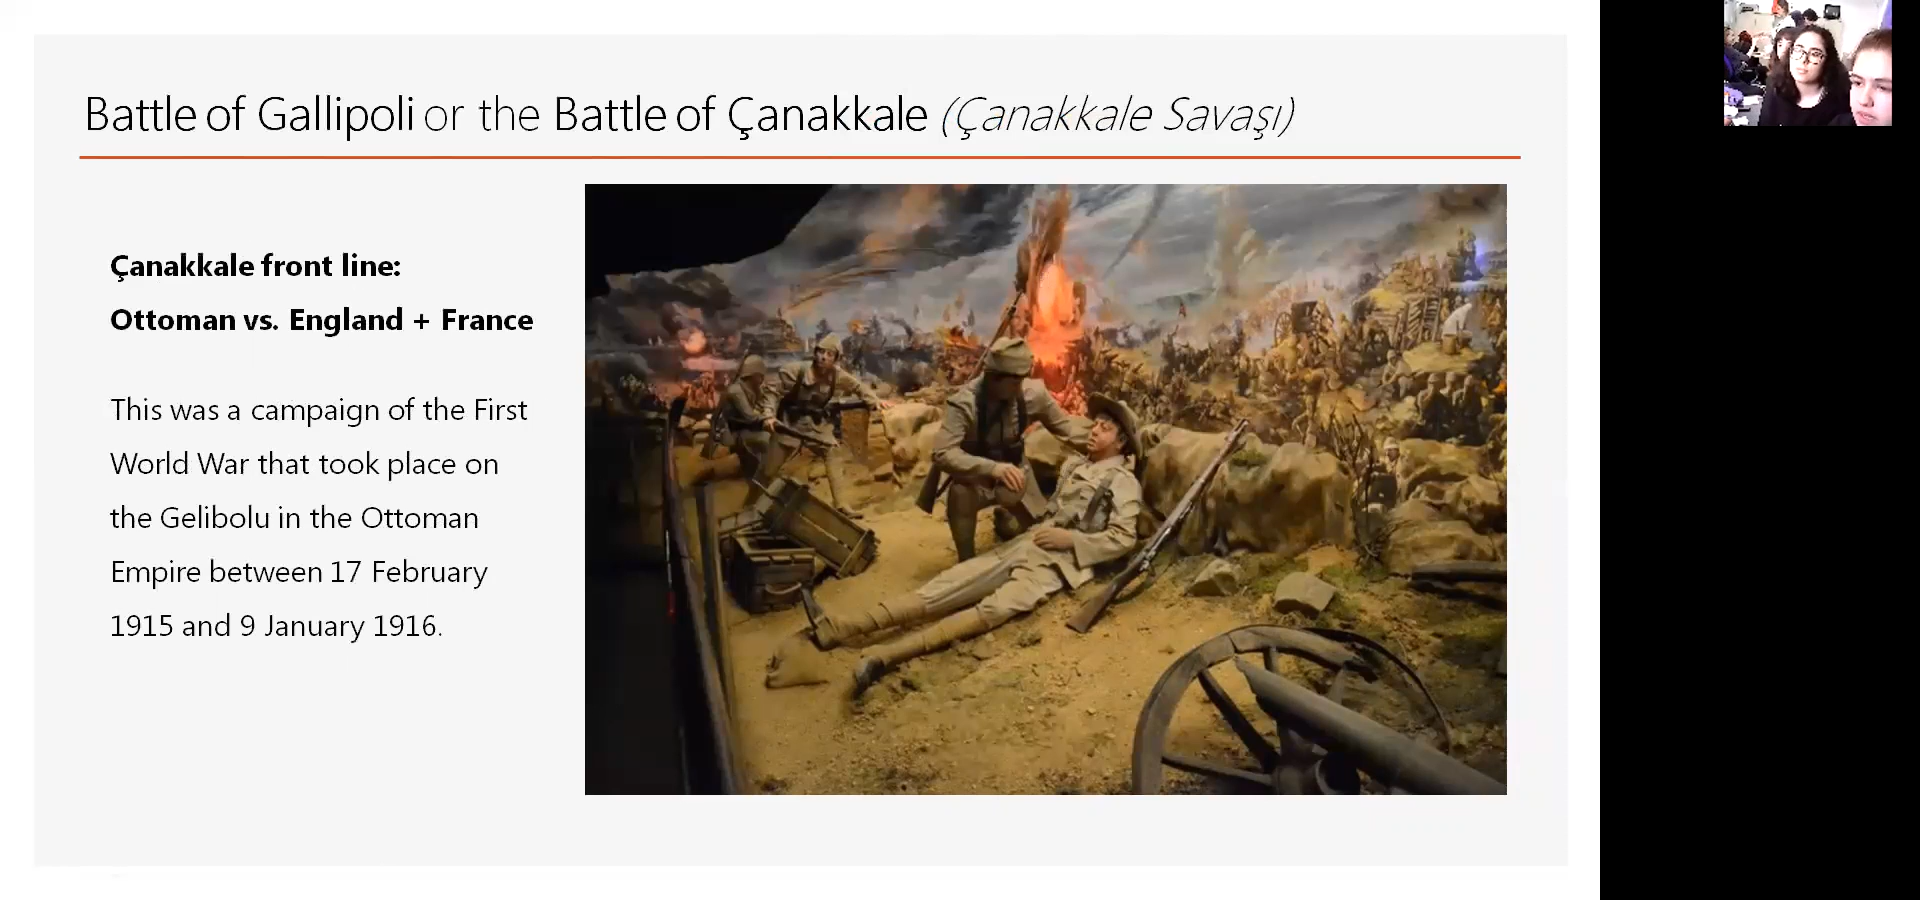 Battle of Gallipoli or the Battle of Çanakkale (Çanakkale Savaşı)
Çanakkale front line:
Ottoman vs. England + France
This was a campaign of the First
World War that took place on
the Gelibolu in the Ottoman
Empire between 17 February
1915 and 9 January 1916.